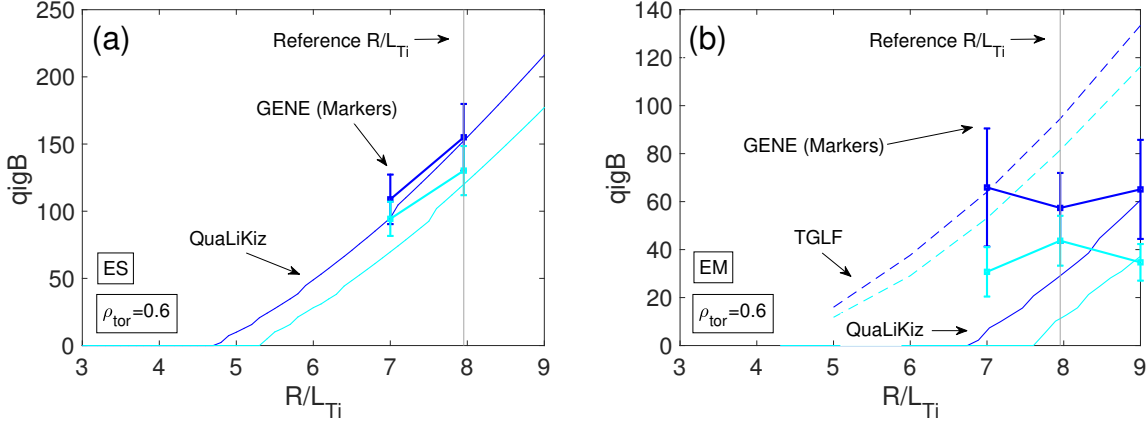 (a)
Reference R/L_Ti
GENE (Markers)
QuaLiKiz
ES
ρ_tor=0.6
qigB
250
200
150
100
50
0
3 4 5 6 7 8 9
R/L_Ti
(b)
Reference R/L_Ti
GENE (Markers)
TGLF
QuaLiKiz
EM
ρ_tor=0.6
qigB
140
120
100
80
60
40
20
0
3 4 5 6 7 8 9
R/L_Ti